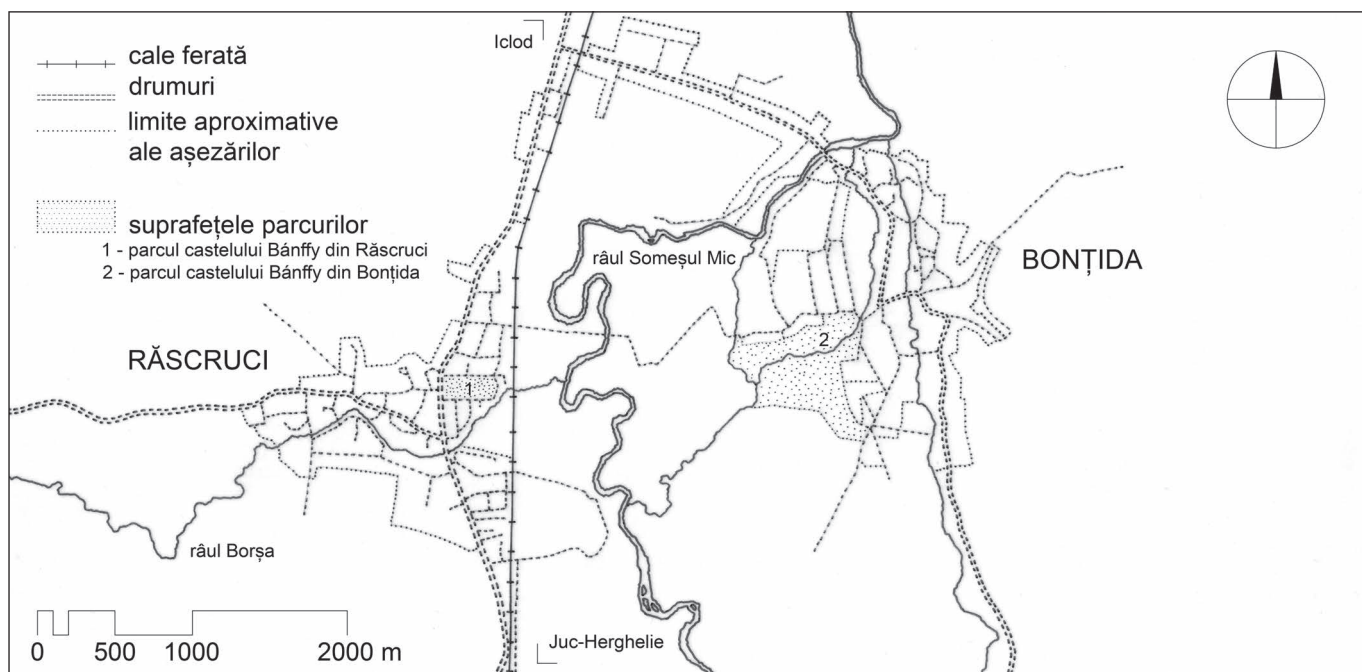 Iclod
cale ferată
drumuri
limite aproximative
ale așezărilor
suprafețele parcurilor
1 - parcul castelului Bánffy din Răscruci
2 - parcul castelului Bánffy din Bonțida
râul Someșul Mic
BONȚIDA
2
RĂSCRUCI
1
râul Borșa
0 500 1000 2000 m
Juc-Herghelie